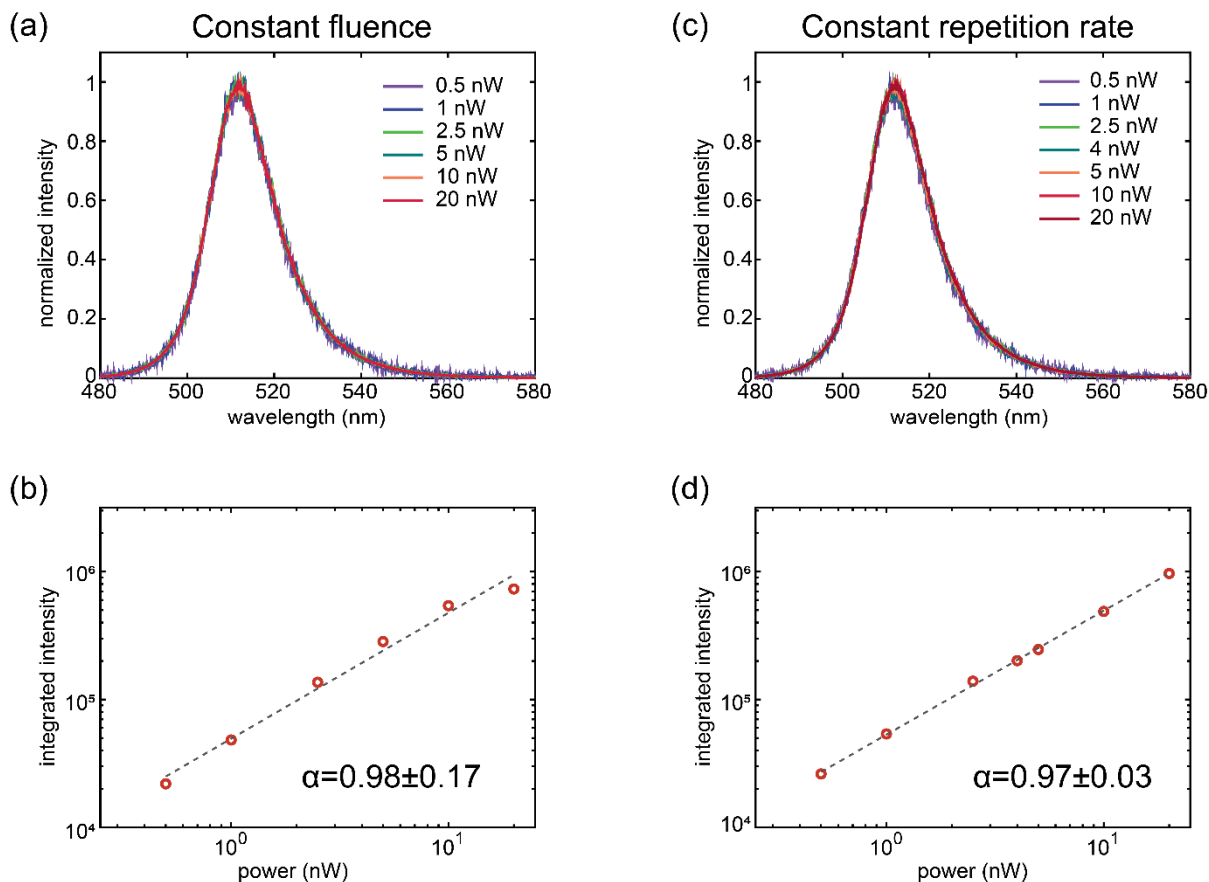 (a)
Constant fluence
normalized intensity
1
0.8
0.6
0.4
0.2
0
0.5 nW
1 nW
2.5 nW
5 nW
10 nW
20 nW
480
500
520
540
560
580
wavelength (nm)
(c)
Constant repetition rate
normalized intensity
1
0.8
0.6
0.4
0.2
0
0.5 nW
1 nW
2.5 nW
4 nW
5 nW
10 nW
20 nW
480
500
520
540
560
580
wavelength (nm)
(b)
integrated intensity
10⁶
10⁵
10⁴
α=0.98±0.17
10⁰
10¹
power (nW)
(d)
integrated intensity
10⁶
10⁵
10⁴
α=0.97±0.03
10⁰
10¹
power (nW)